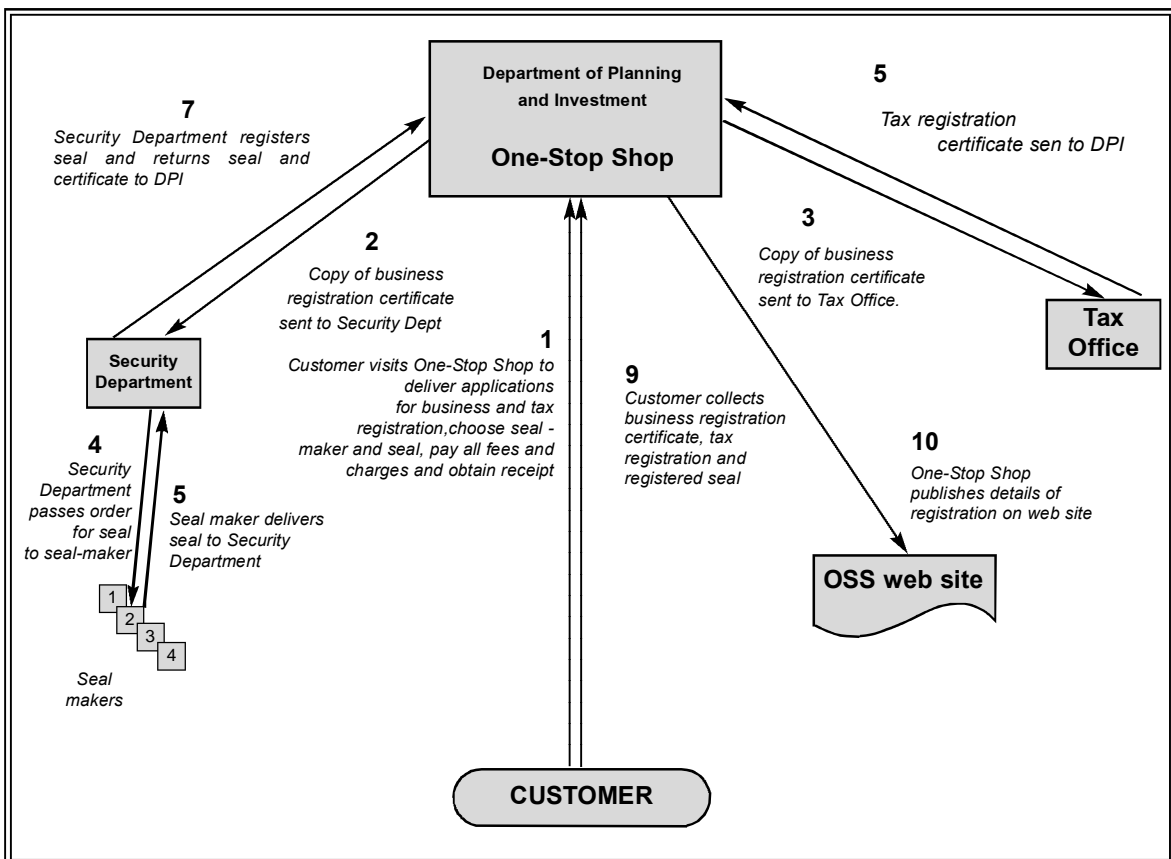 Department of Planning
and Investment
One-Stop Shop
7
Security Department registers
seal and returns seal and
certificate to DPI
5
Tax registration
certificate sen to DPI
2
Copy of business
registration certificate
sent to Security Dept
3
Copy of business
registration certificate
sent to Tax Office.
Tax
Office
Security
Department
1
Customer visits One-Stop Shop to
deliver applications
for business and tax
registration,choose seal -
maker and seal, pay all fees and
charges and obtain receipt
9
Customer collects
business registration
certificate, tax
registration and
registered seal
4
Security
Department
passes order
for seal
to seal-maker
5
Seal maker delivers
seal to Security
Department
10
One-Stop Shop
publishes details of
registration on web site
OSS web site
1
2
3
4
Seal
makers
CUSTOMER